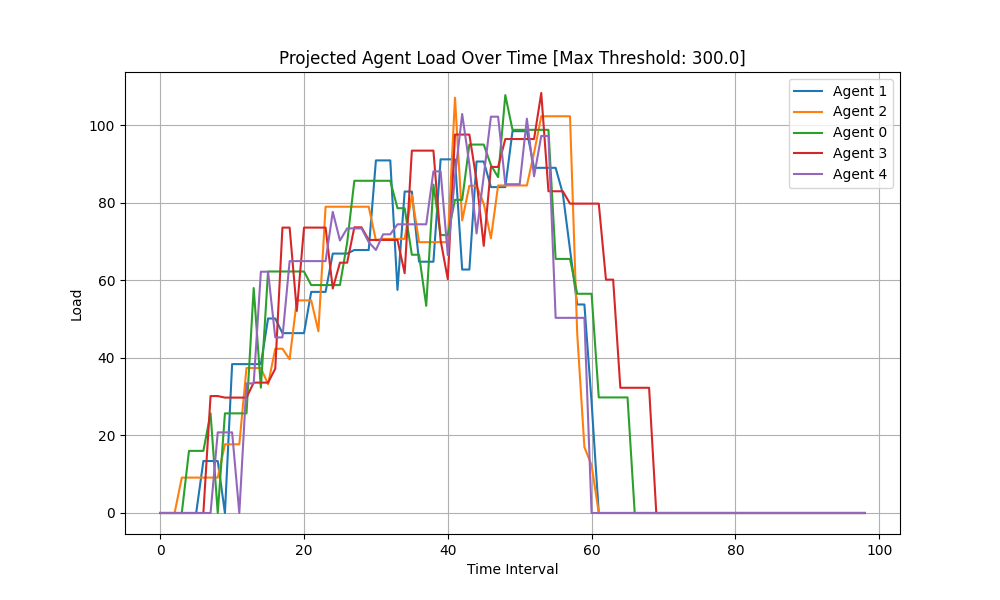 Projected Agent Load Over Time [Max Threshold: 300.0]
Load
100
80
60
40
20
0
0
20
40
60
80
100
Time Interval
Agent 1
Agent 2
Agent 0
Agent 3
Agent 4